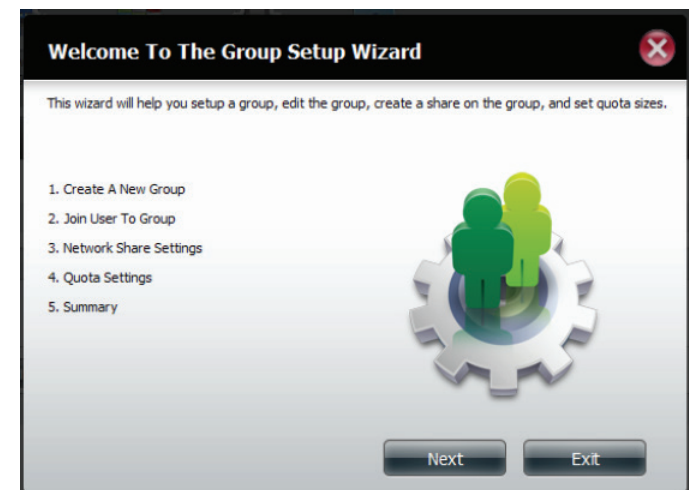 Welcome To The Group Setup Wizard
This wizard will help you setup a group, edit the group, create a share on the group, and set quota sizes.
1. Create A New Group
2. Join User To Group
3. Network Share Settings
4. Quota Settings
5. Summary
Next Exit